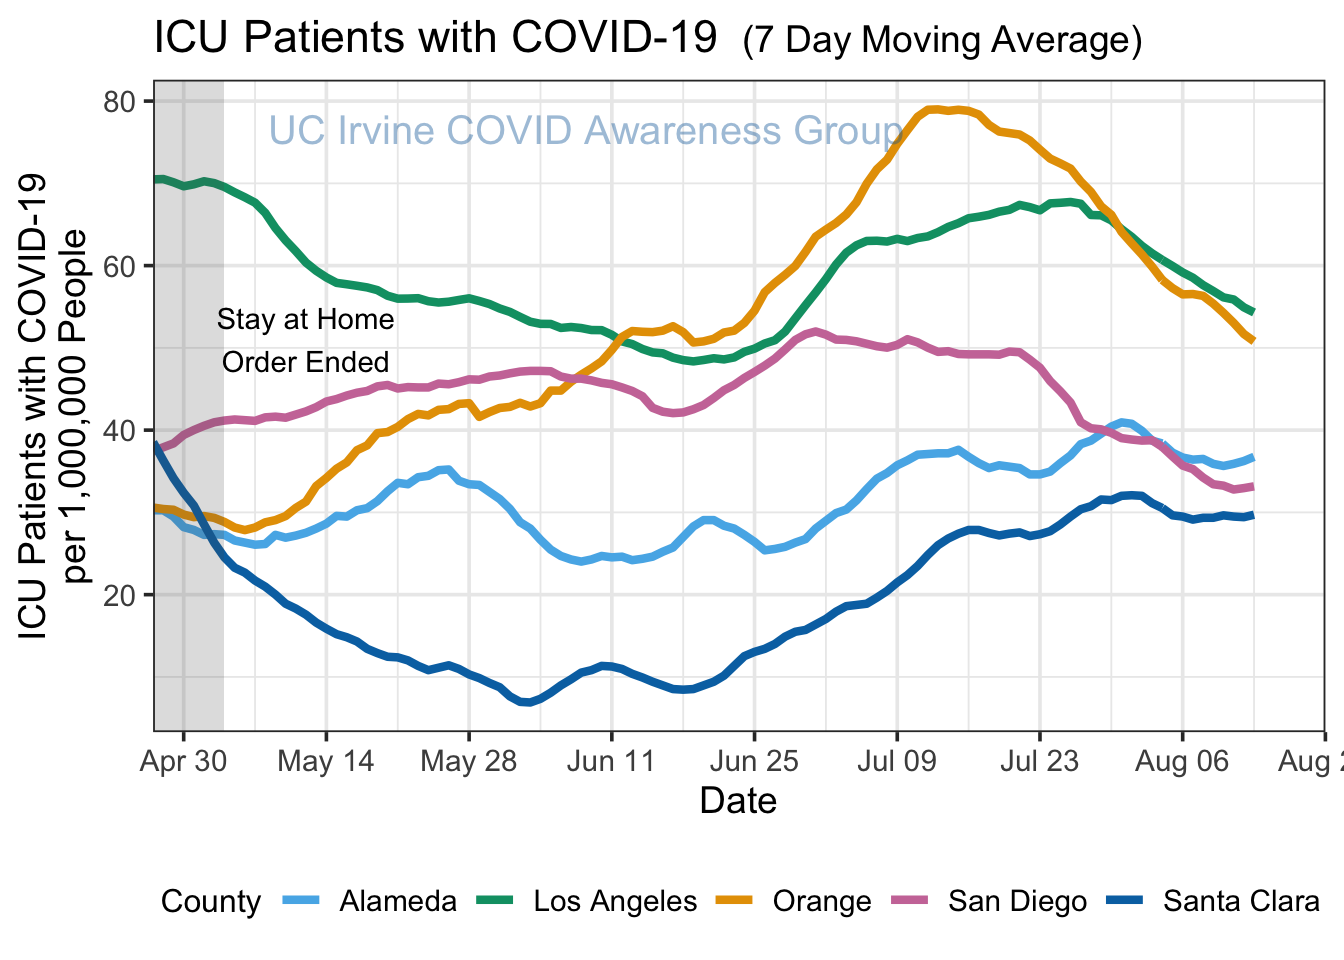 ICU Patients with COVID-19 (7 Day Moving Average)
UC Irvine COVID Awareness Group
ICU Patients with COVID-19
per 1,000,000 People
80
60
40
20
Stay at Home
Order Ended
Apr 30 May 14 May 28 Jun 11 Jun 25 Jul 09 Jul 23 Aug 06 Aug
Date
County Alameda Los Angeles Orange San Diego Santa Clara